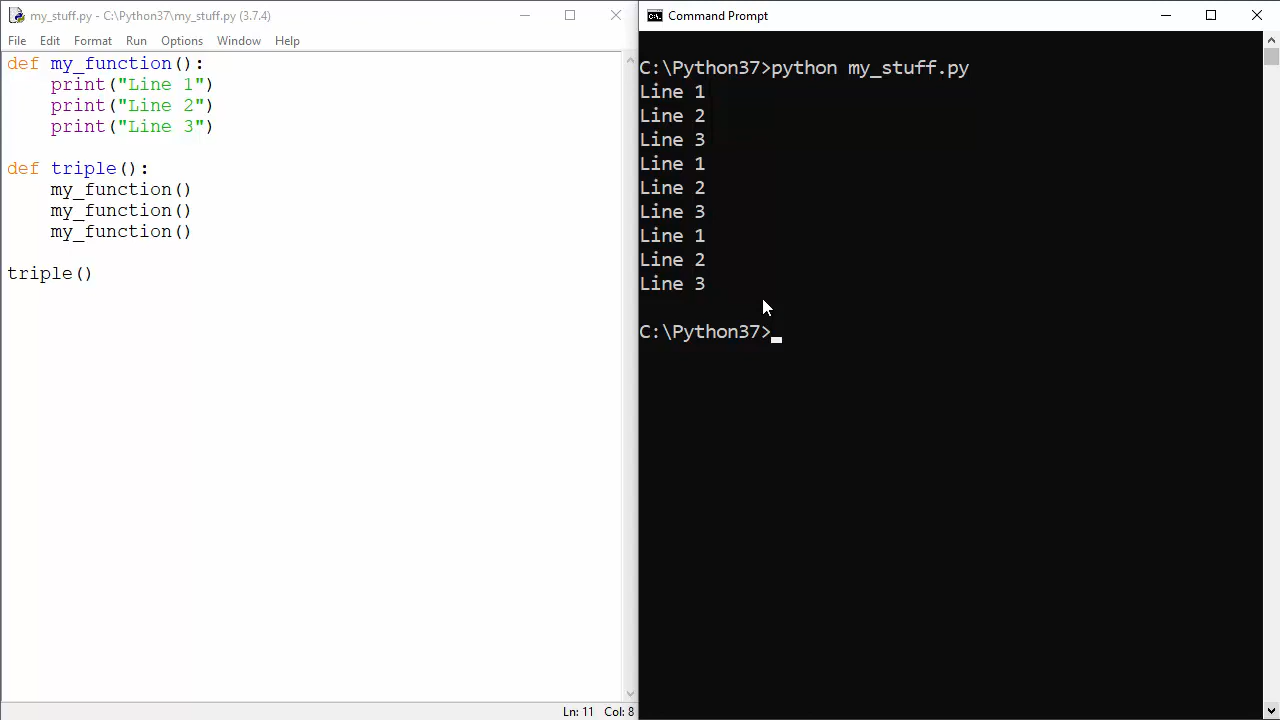 my_stuff.py - C:\Python37\my_stuff.py (3.7.4)
File Edit Format Run Options Window Help
def my_function():
    print("Line 1")
    print("Line 2")
    print("Line 3")

def triple():
    my_function()
    my_function()
    my_function()

triple()
Ln: 11 Col: 8
Command Prompt
C:\Python37>python my_stuff.py
Line 1
Line 2
Line 3
Line 1
Line 2
Line 3
Line 1
Line 2
Line 3

C:\Python37>